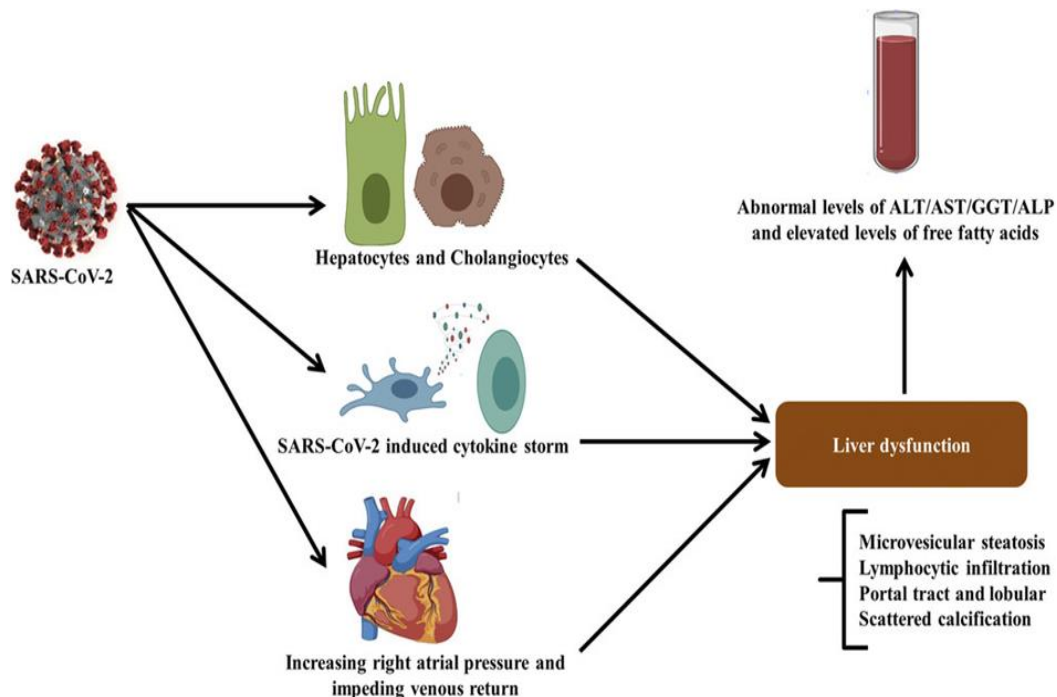 SARS-CoV-2
Hepatocytes and Cholangiocytes
SARS-CoV-2 induced cytokine storm
Increasing right atrial pressure and
impeding venous return
Abnormal levels of ALT/AST/GGT/ALP
and elevated levels of free fatty acids
Liver dysfunction
Microvesicular steatosis
Lymphocytic infiltration
Portal tract and lobular
Scattered calcification